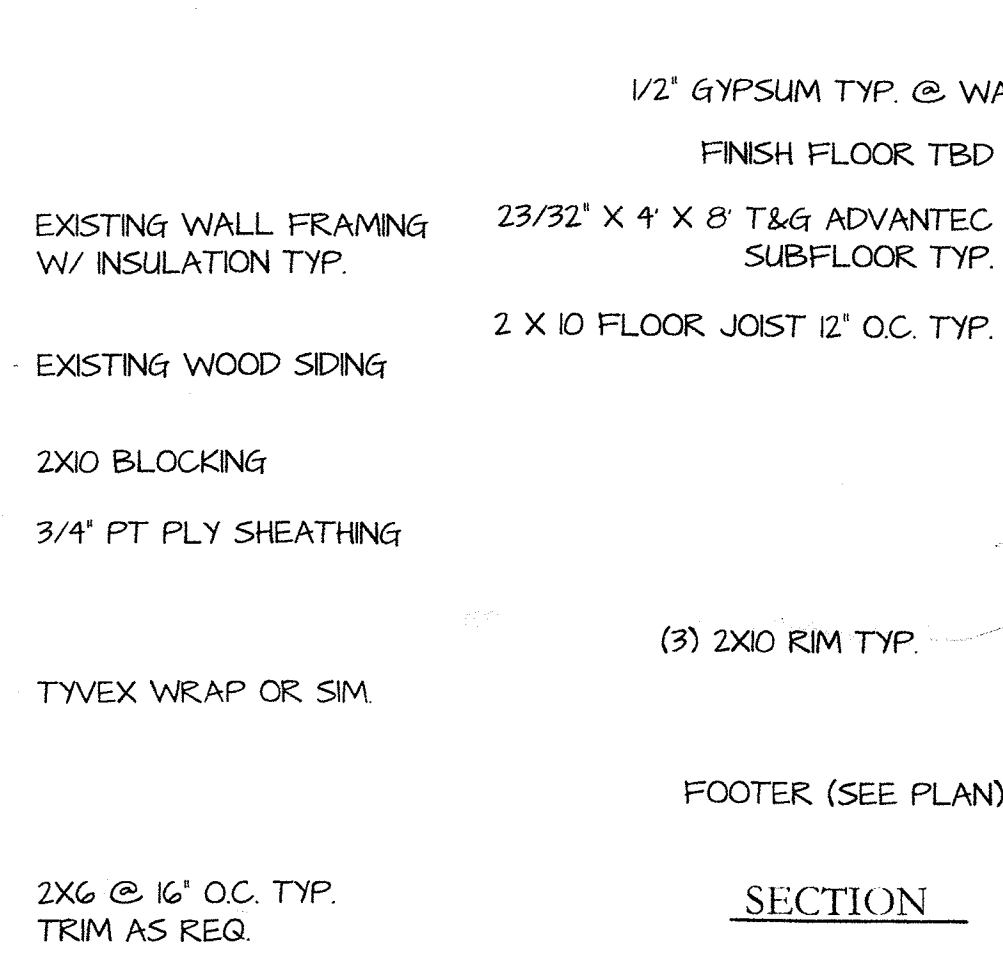 1/2" GYPSUM TYP. @ WA
FINISH FLOOR TBD
EXISTING WALL FRAMING
W/ INSULATION TYP.
23/32" X 4' X 8' T&G ADVANTEC
SUBFLOOR TYP.
2 X 10 FLOOR JOIST 12" O.C. TYP.
EXISTING WOOD SIDING
2X10 BLOCKING
3/4" PT PLY SHEATHING
(3) 2X10 RIM TYP.
TYVEX WRAP OR SIM.
FOOTER (SEE PLAN)
2X6 @ 16" O.C. TYP.
TRIM AS REQ.
SECTION